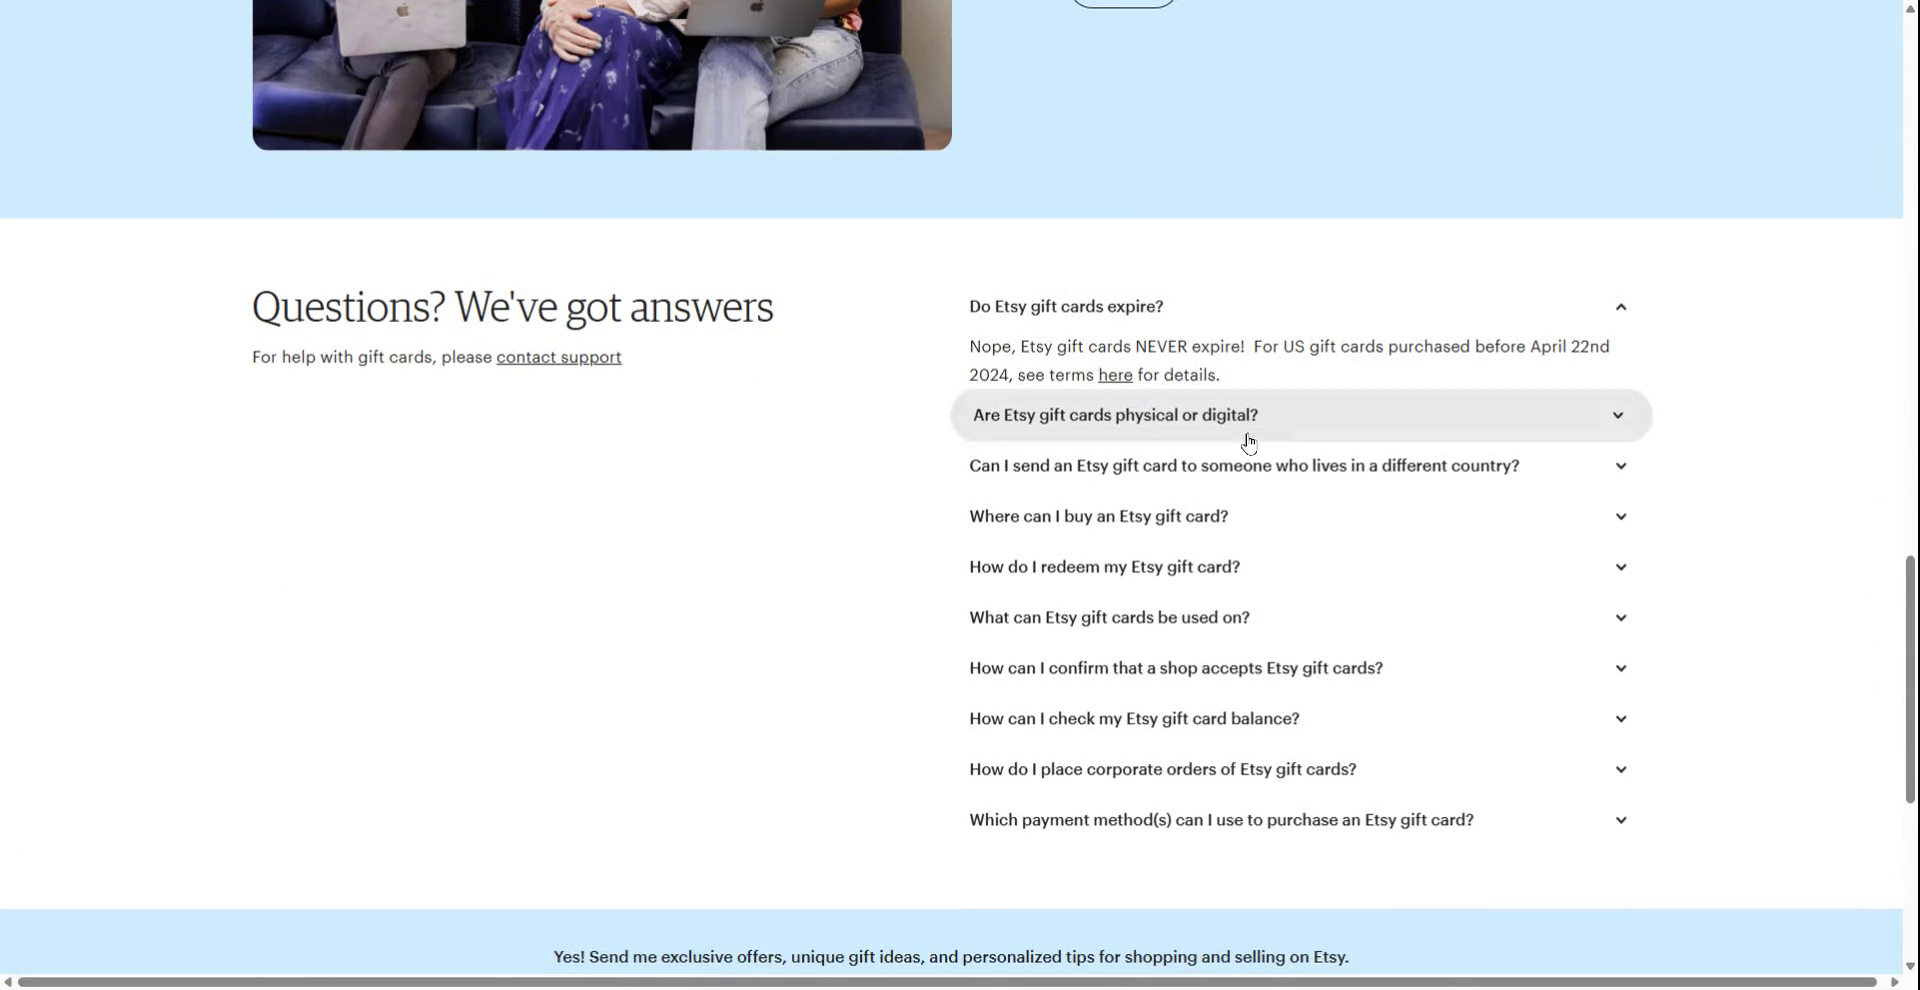 Questions? We've got answers
For help with gift cards, please contact support
Do Etsy gift cards expire?
Nope, Etsy gift cards NEVER expire!  For US gift cards purchased before April 22nd
2024, see terms here for details.
Are Etsy gift cards physical or digital?
Can I send an Etsy gift card to someone who lives in a different country?
Where can I buy an Etsy gift card?
How do I redeem my Etsy gift card?
What can Etsy gift cards be used on?
How can I confirm that a shop accepts Etsy gift cards?
How can I check my Etsy gift card balance?
How do I place corporate orders of Etsy gift cards?
Which payment method(s) can I use to purchase an Etsy gift card?
Yes! Send me exclusive offers, unique gift ideas, and personalized tips for shopping and selling on Etsy.